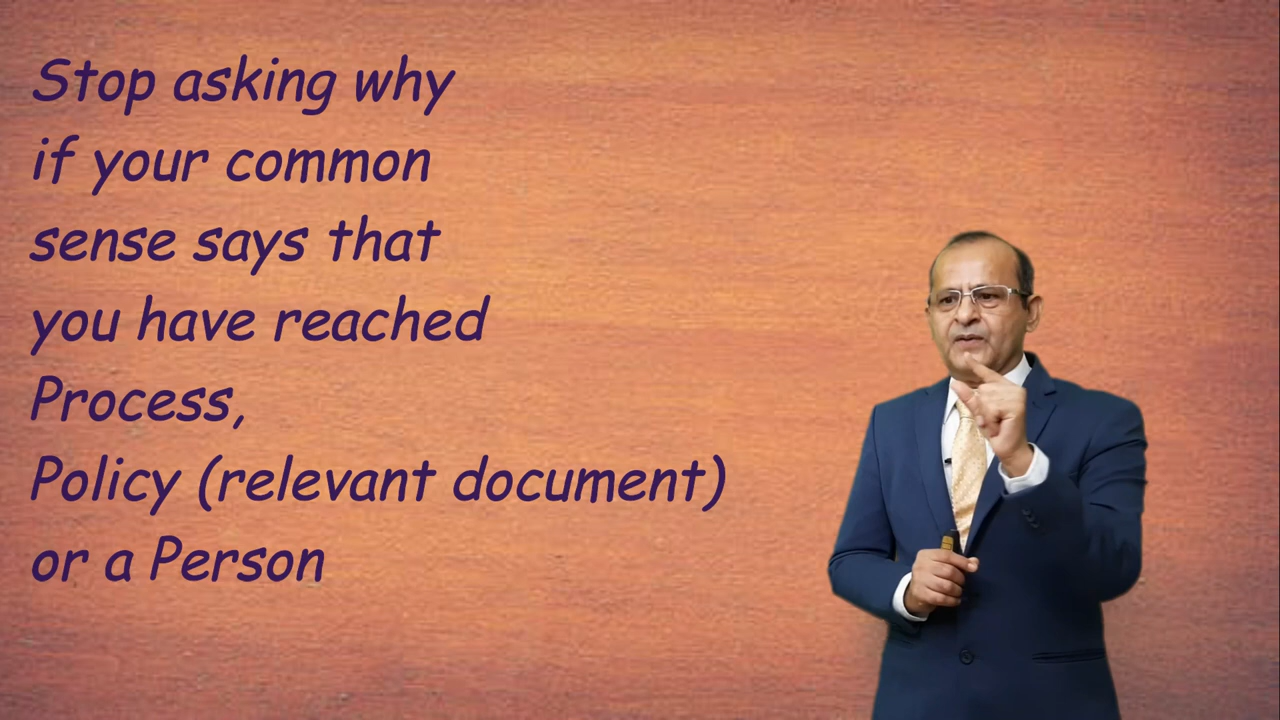 Stop asking why
if your common
sense says that
you have reached
Process,
Policy (relevant document)
or a Person